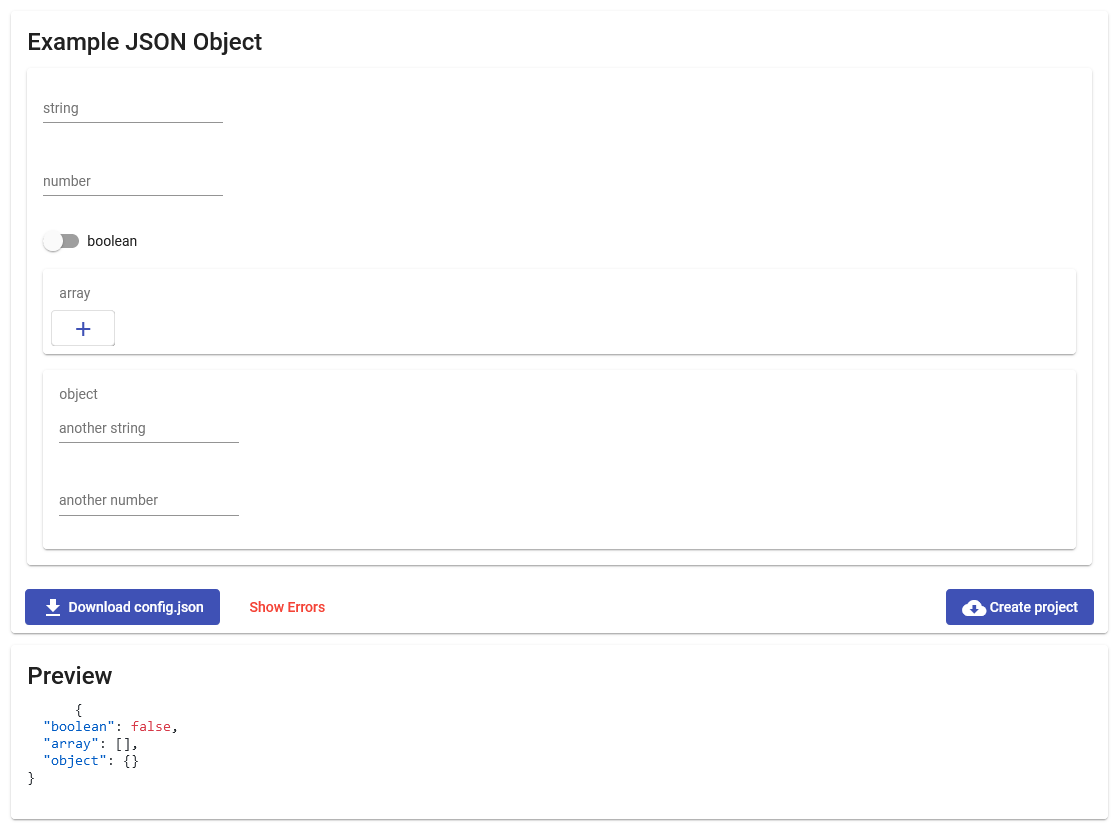 Example JSON Object
string
number
boolean
array
object
another string
another number
Download config.json Show Errors Create project
Preview
{
"boolean": false,
"array": [],
"object": {}
}